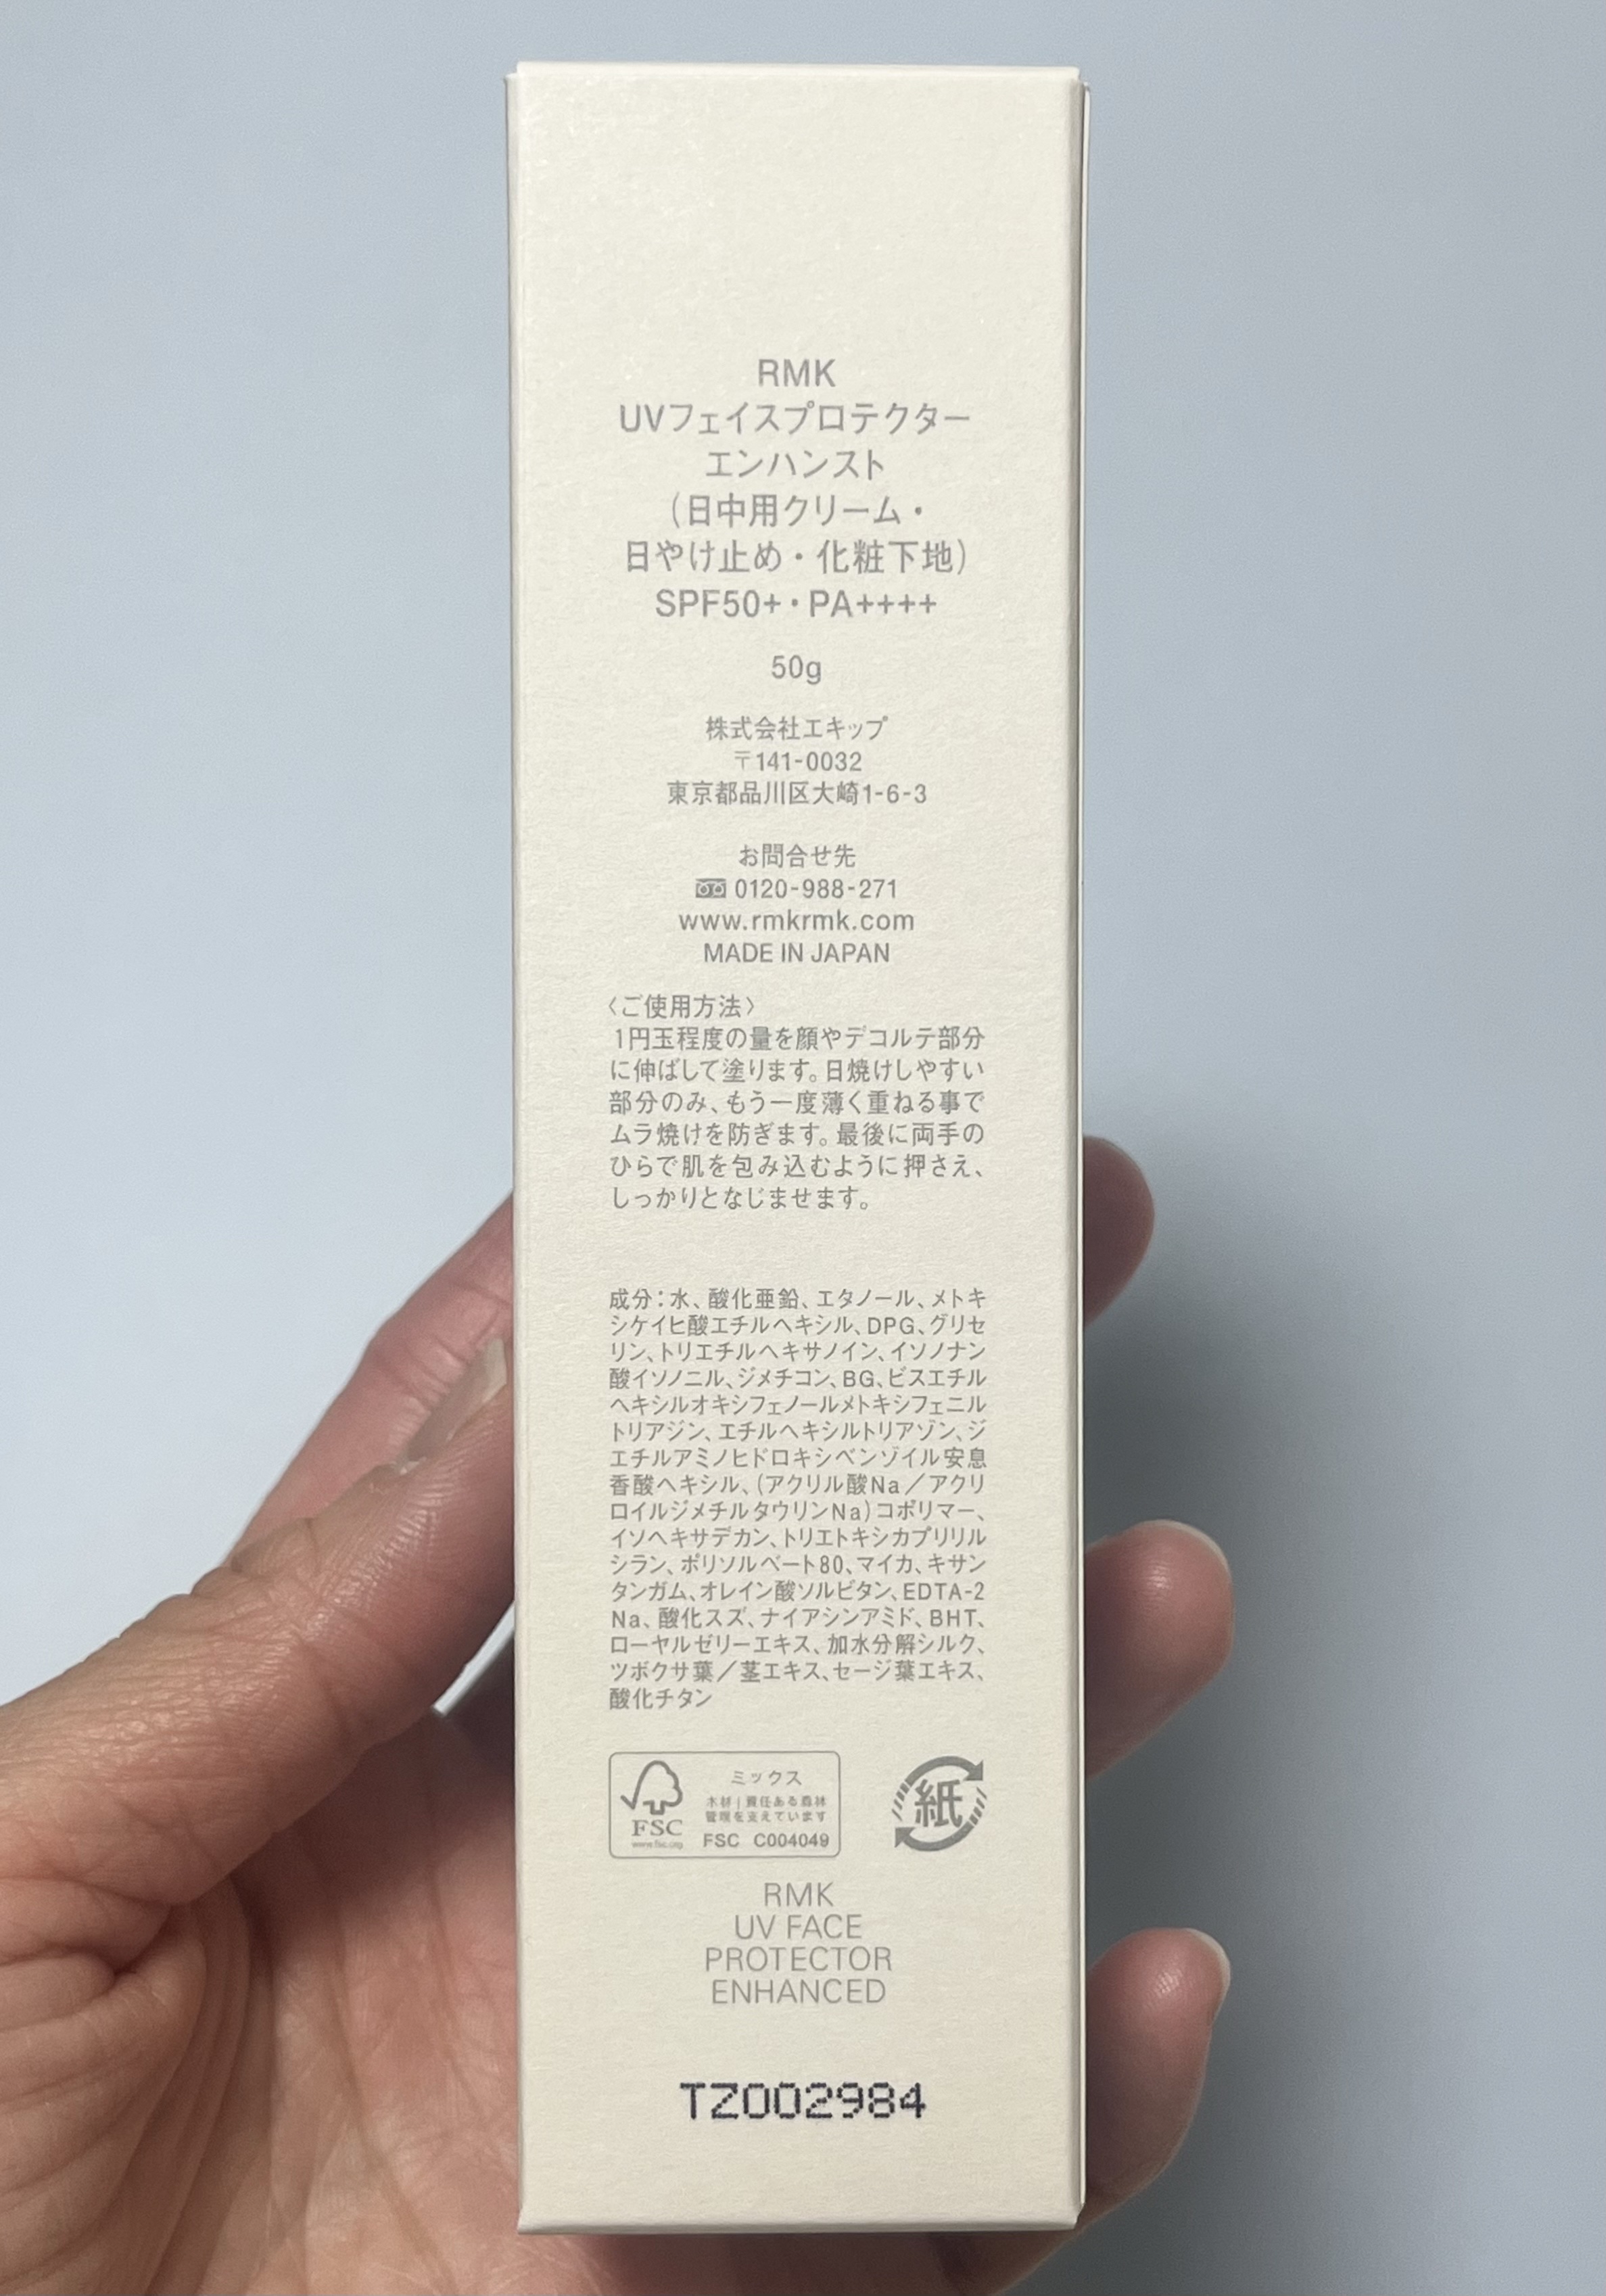 RMK
UVフェイスプロテクター
エンハンスト
(日中用クリーム・
日やけ止め・化粧下地)
SPF50+・PA++++
50g
株式会社エキップ
〒141-0032
東京都品川区大崎1-6-3
お問合せ先
0120-988-271
www.rmkrmk.com
MADE IN JAPAN
〈ご使用方法〉
1円玉程度の量を顔やデコルテ部分
に伸ばして塗ります。日焼けしやすい
部分のみ、もう一度薄く重ねる事で
ムラ焼けを防ぎます。最後に両手の
ひらで肌を包み込むように押さえ、
しっかりとなじませます。
成分：水、酸化亜鉛、エタノール、メトキ
シケイヒ酸エチルヘキシル、DPG、グリセ
リン、トリエチルヘキサノイン、イソノナン
酸イソノニル、ジメチコン、BG、ビスエチル
ヘキシルオキシフェノールメトキシフェニル
トリアジン、エチルヘキシルトリアゾン、ジ
エチルアミノヒドロキシベンゾイル安息
香酸ヘキシル、(アクリル酸Na／アクリ
ロイルジメチルタウリンNa)コポリマー、
イソヘキサデカン、トリエトキシカプリリル
シラン、ポリソルベート80、マイカ、キサン
タンガム、オレイン酸ソルビタン、EDTA-2
Na、酸化スズ、ナイアシンアミド、BHT、
ローヤルゼリーエキス、加水分解シルク、
ツボクサ葉／茎エキス、セージ葉エキス、
酸化チタン
ミックス
木材｜責任ある森林
管理を支えています
FSC
www.fsc.org
FSC C004049
紙
RMK
UV FACE
PROTECTOR
ENHANCED
TZ002984